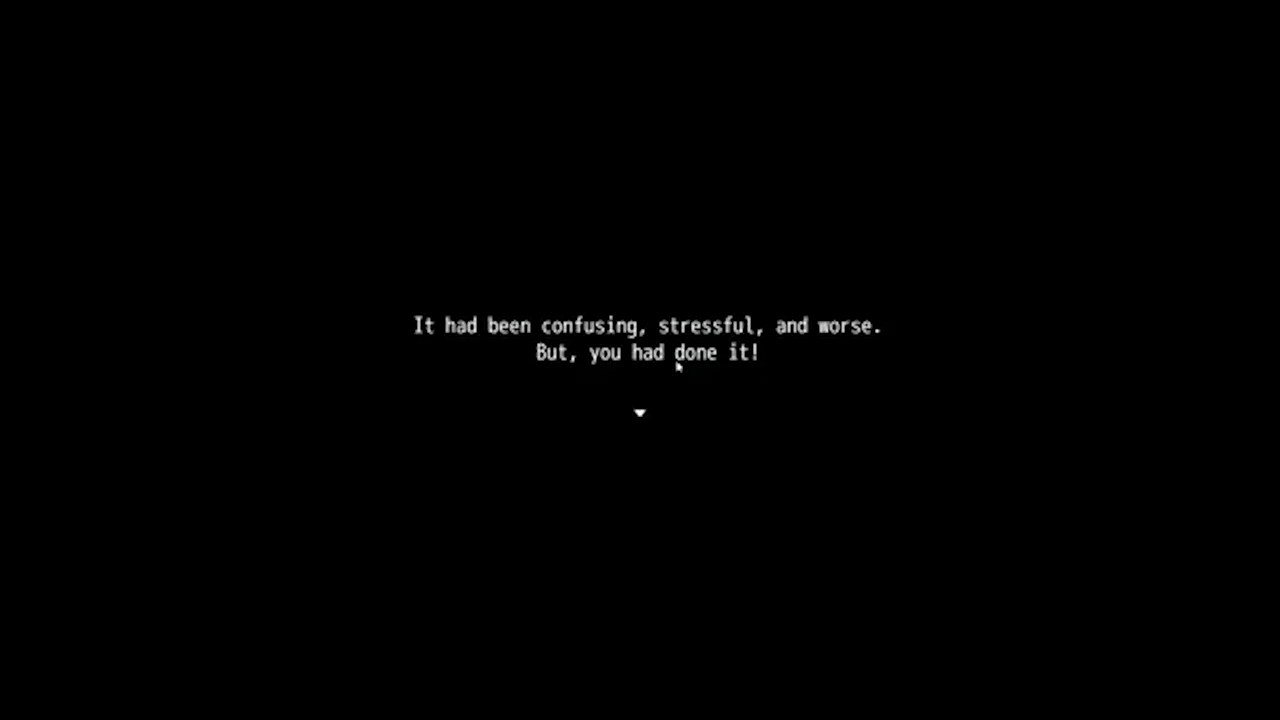 It had been confusing, stressful, and worse.
But, you had done it!